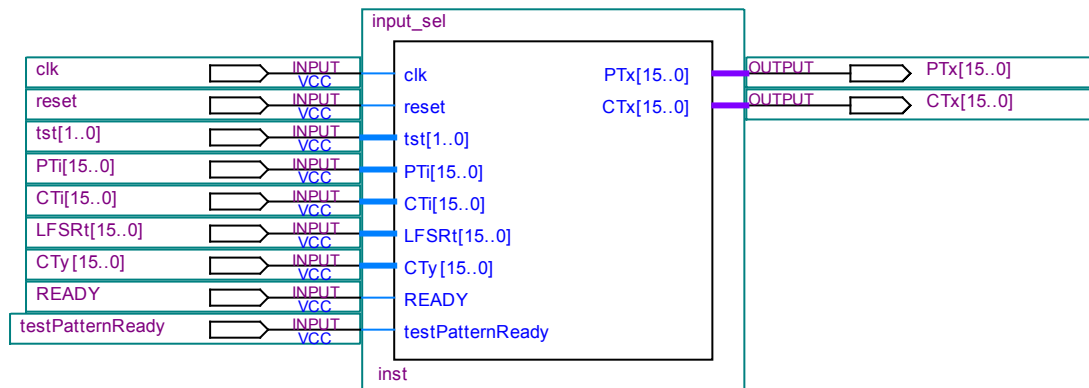 input_sel
clk INPUT VCC clk PTx[15..0] OUTPUT PTx[15..0]
reset INPUT VCC reset CTx[15..0] OUTPUT CTx[15..0]
tst[1..0] INPUT VCC tst[1..0]
PTi[15..0] INPUT VCC PTi[15..0]
CTi[15..0] INPUT VCC CTi[15..0]
LFSRt[15..0] INPUT VCC LFSRt[15..0]
CTy[15..0] INPUT VCC CTy[15..0]
READY INPUT VCC READY
testPatternReady INPUT VCC testPatternReady
inst